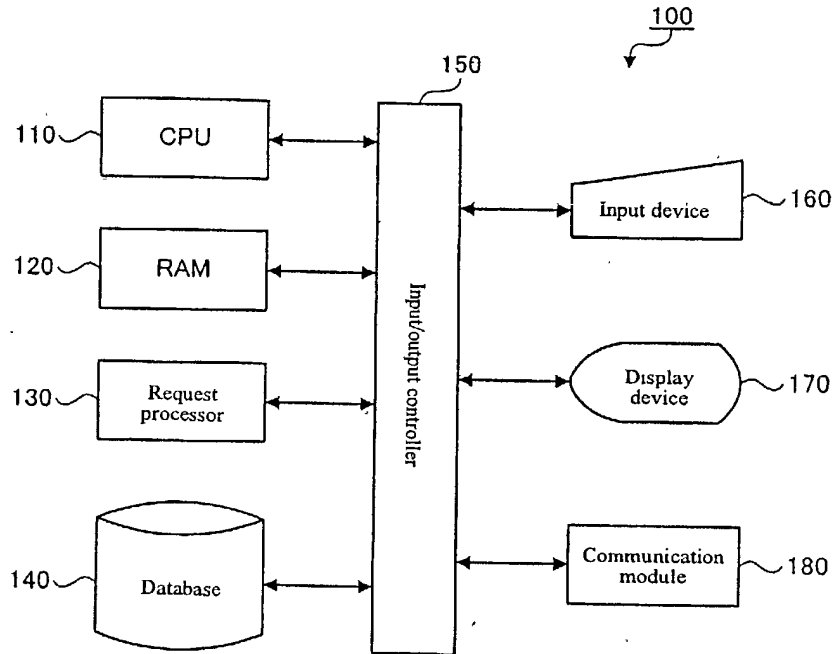 100
150
110
CPU
160
Input device
120
RAM
Input/output controller
130
Request
processor
170
Display
device
140
Database
180
Communication
module